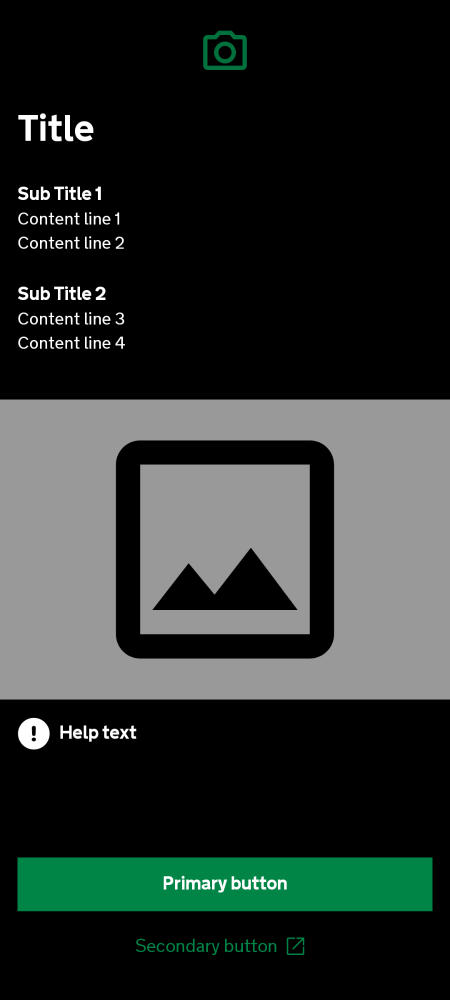 Title
Sub Title 1
Content line 1
Content line 2
Sub Title 2
Content line 3
Content line 4
Help text
Primary button
Secondary button